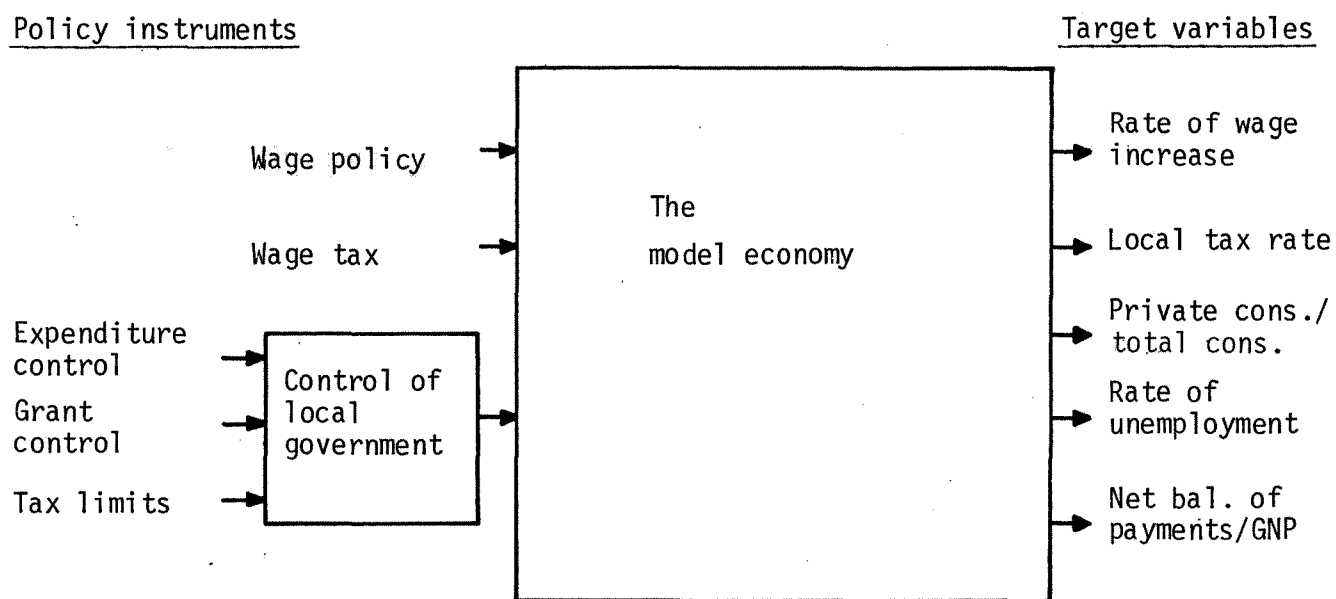 Policy instruments
Target variables
Wage policy
Wage tax
Expenditure
control
Grant
control
Tax limits
Control of
local
government
The
model economy
Rate of wage
increase
Local tax rate
Private cons./
total cons.
Rate of
unemployment
Net bal. of
payments/GNP